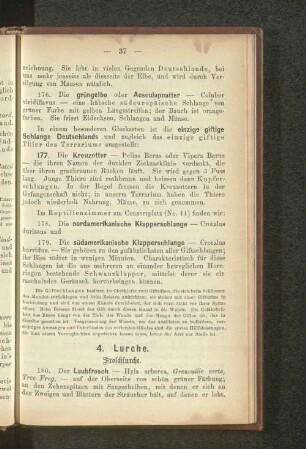 — 37 —
zeichnung. Sie lebt in vielen Gegenden Deutschlands, bei
uns mehr jenseits als diesseits der Elbe, und wird durch Ver-
tilgung von Mäusen nützlich.
176. Die grüngelbe oder Aesculapnatter — Coluber
viridiflavus — eine hübsche südeuropäische Schlange von
grüner Farbe mit gelben Längsstreifen; der Bauch ist orange-
farben. Sie frisst Eidechsen, Schlangen und Mäuse.
In einem besonderen Glaskasten ist die einzige giftige
Schlange Deutschlands und zugleich das einzige giftige
Thier des Terrariums ausgestellt:
177. Die Kreuzotter — Pelias Berus oder Vipera Berus
— die ihren Namen der dunklen Zickzacklinie verdankt, die
über ihren graubraunen Rücken läuft. Sie wird gegen 3 Fuss
lang. Junge Thiere sind rothbraun und heissen dann Kupfer-
schlangen. In der Regel fressen die Kreuzottern in der
Gefangenschaft nicht; in unserem Terrarium haben die Thiere
jedoch wiederholt Nahrung, Mäuse, zu sich genommen.
Im Reptilienzimmer am Concertplatz (No. 44) finden wir:
178. Die nordamerikanische Klapperschlange — Crotalus
durissus und
179. Die südamerikanische Klapperschlange — Crotalus
horridus. — Sie gehören zu den gefährlichsten aller Giftschlangen;
ihr Biss tödtet in wenigen Minuten. Charakteristisch für diese
Schlangen ist die aus mehreren an einander beweglichen Horn-
ringen bestehende Schwanzklapper, mittelst derer sie ein
raschelndes Geräusch hervorbringen können.
4. Lurche.
Froschlurche.
180. Der Laubfrosch — Hyla arborea, Grenouille verte,
Tree Frog, — auf der Oberseite von schön grüner Färbung,
an den Zehenspitzen mit Saugscheiben, mit denen er sich an
den Zweigen und Blättern der Sträucher hält, auf denen er lebt.